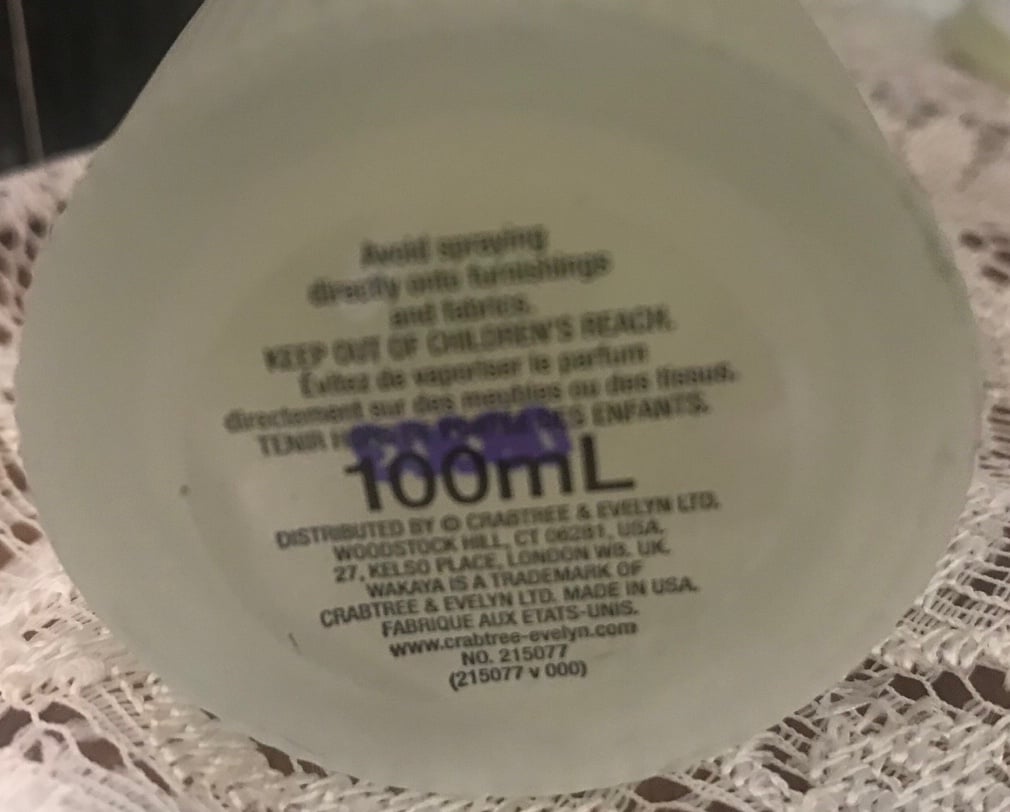 Avoid spraying
directly onto furnishings
and fabrics.
KEEP OUT OF CHILDREN'S REACH.
Évitez de vaporiser le parfum
directement sur des meubles ou des tissus.
TENIR ENFANTS.
100mL
DISTRIBUTED BY © CRABTREE & EVELYN LTD.
WOODSTOCK HILL, CT 06281, USA.
27, KELSO PLACE, LONDON W8. UK.
WAKAYA IS A TRADEMARK OF
CRABTREE & EVELYN LTD. MADE IN USA.
FABRIQUE AUX ETATS-UNIS.
www.crabtree-evelyn.com
NO. 215077
(215077 v 000)